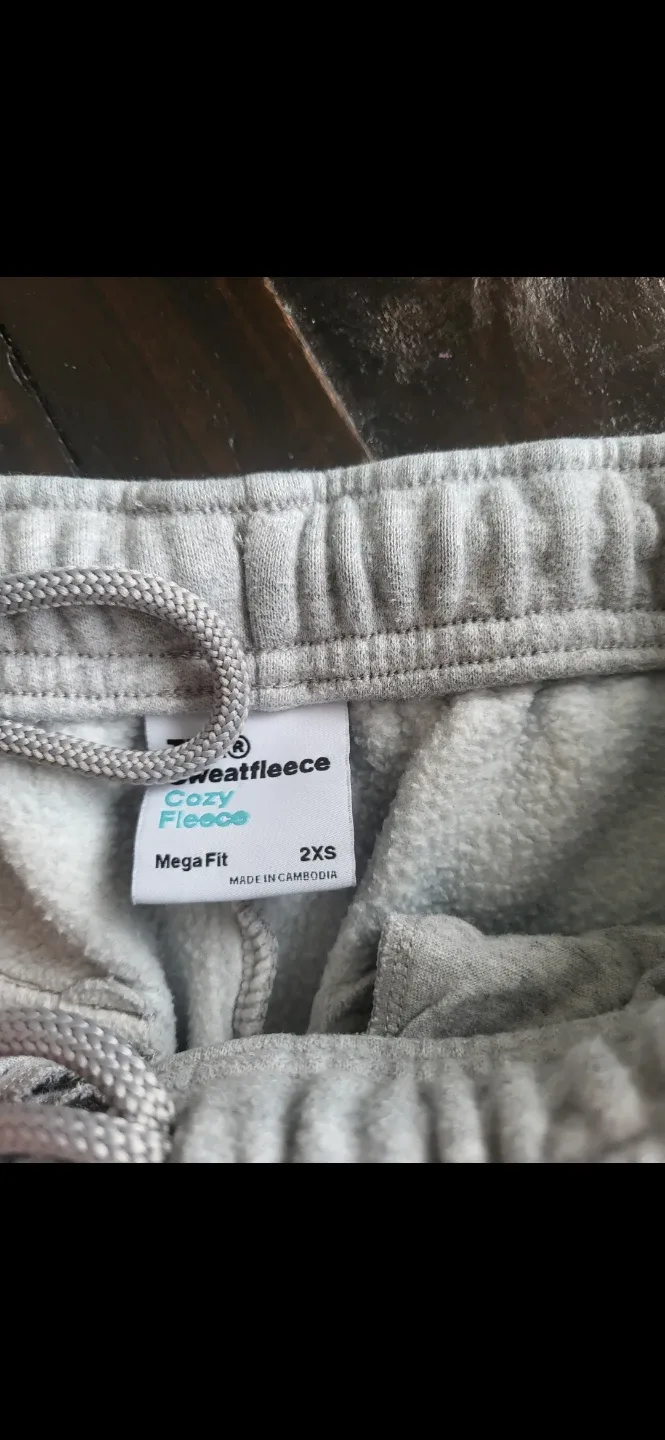 ®
Sweatfleece
Cozy
Fleece
Mega Fit 2XS
MADE IN CAMBODIA